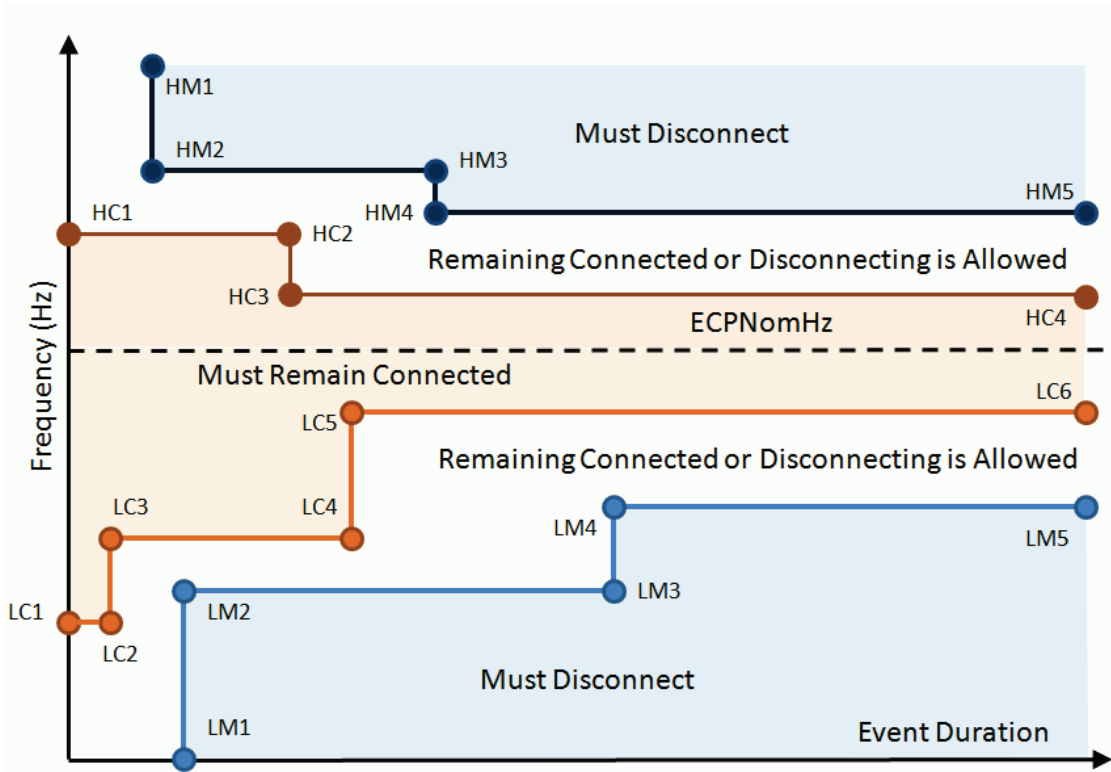 HM1
Must Disconnect
HM2
HM3
HM5
HC1
HM4
HC2
Remaining Connected or Disconnecting is Allowed
HC3
ECPNomHz
HC4
Frequency (Hz)
Must Remain Connected
LC6
LC5
Remaining Connected or Disconnecting is Allowed
LC3
LC4
LM4
LM5
LC1
LM2
LM3
LC2
Must Disconnect
LM1
Event Duration